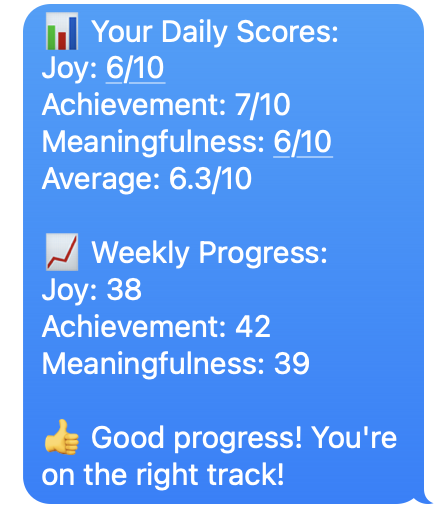 📊 Your Daily Scores:
Joy: 6/10
Achievement: 7/10
Meaningfulness: 6/10
Average: 6.3/10

📈 Weekly Progress:
Joy: 38
Achievement: 42
Meaningfulness: 39

👍 Good progress! You're
on the right track!